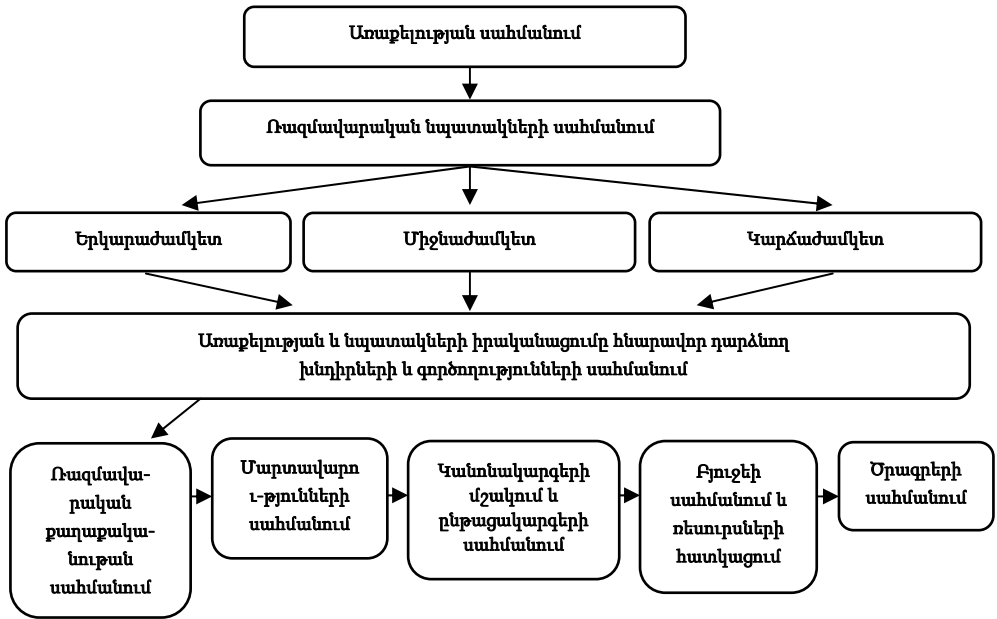 Առաքելության սահմանում
Ռազմավարական նպատակների սահմանում
Երկարաժամկետ
Միջնաժամկետ
Կարճաժամկետ
Առաքելության և նպատակների իրականացումը հնարավոր դարձնող
խնդիրների և գործողությունների սահմանում
Ռազմավա-
րական
քաղաքակա-
նութան
սահմանում
Մարտավարո
ւ-թյունների
սահմանում
Կանոնակարգերի
մշակում և
ընթացակարգերի
սահմանում
Բյուջեի
սահմանում և
ռեսուրսների
հատկացում
Ծրագրերի
սահմանում